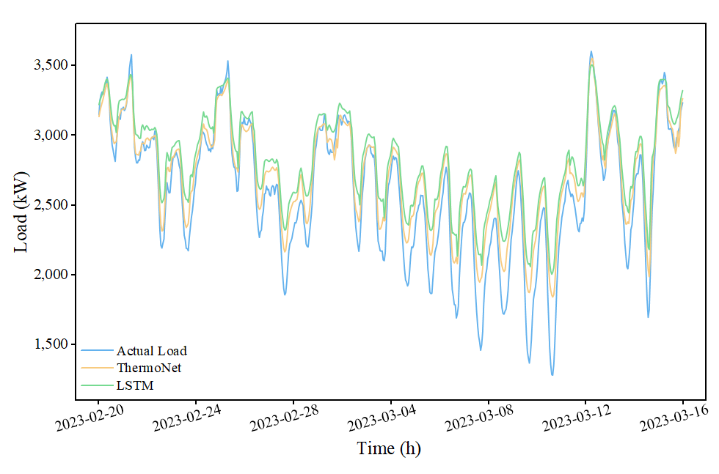 Load (kW)
3,500
3,000
2,500
2,000
1,500
Actual Load
ThermoNet
LSTM
2023-02-20
2023-02-24
2023-02-28
2023-03-04
2023-03-08
2023-03-12
2023-03-16
Time (h)